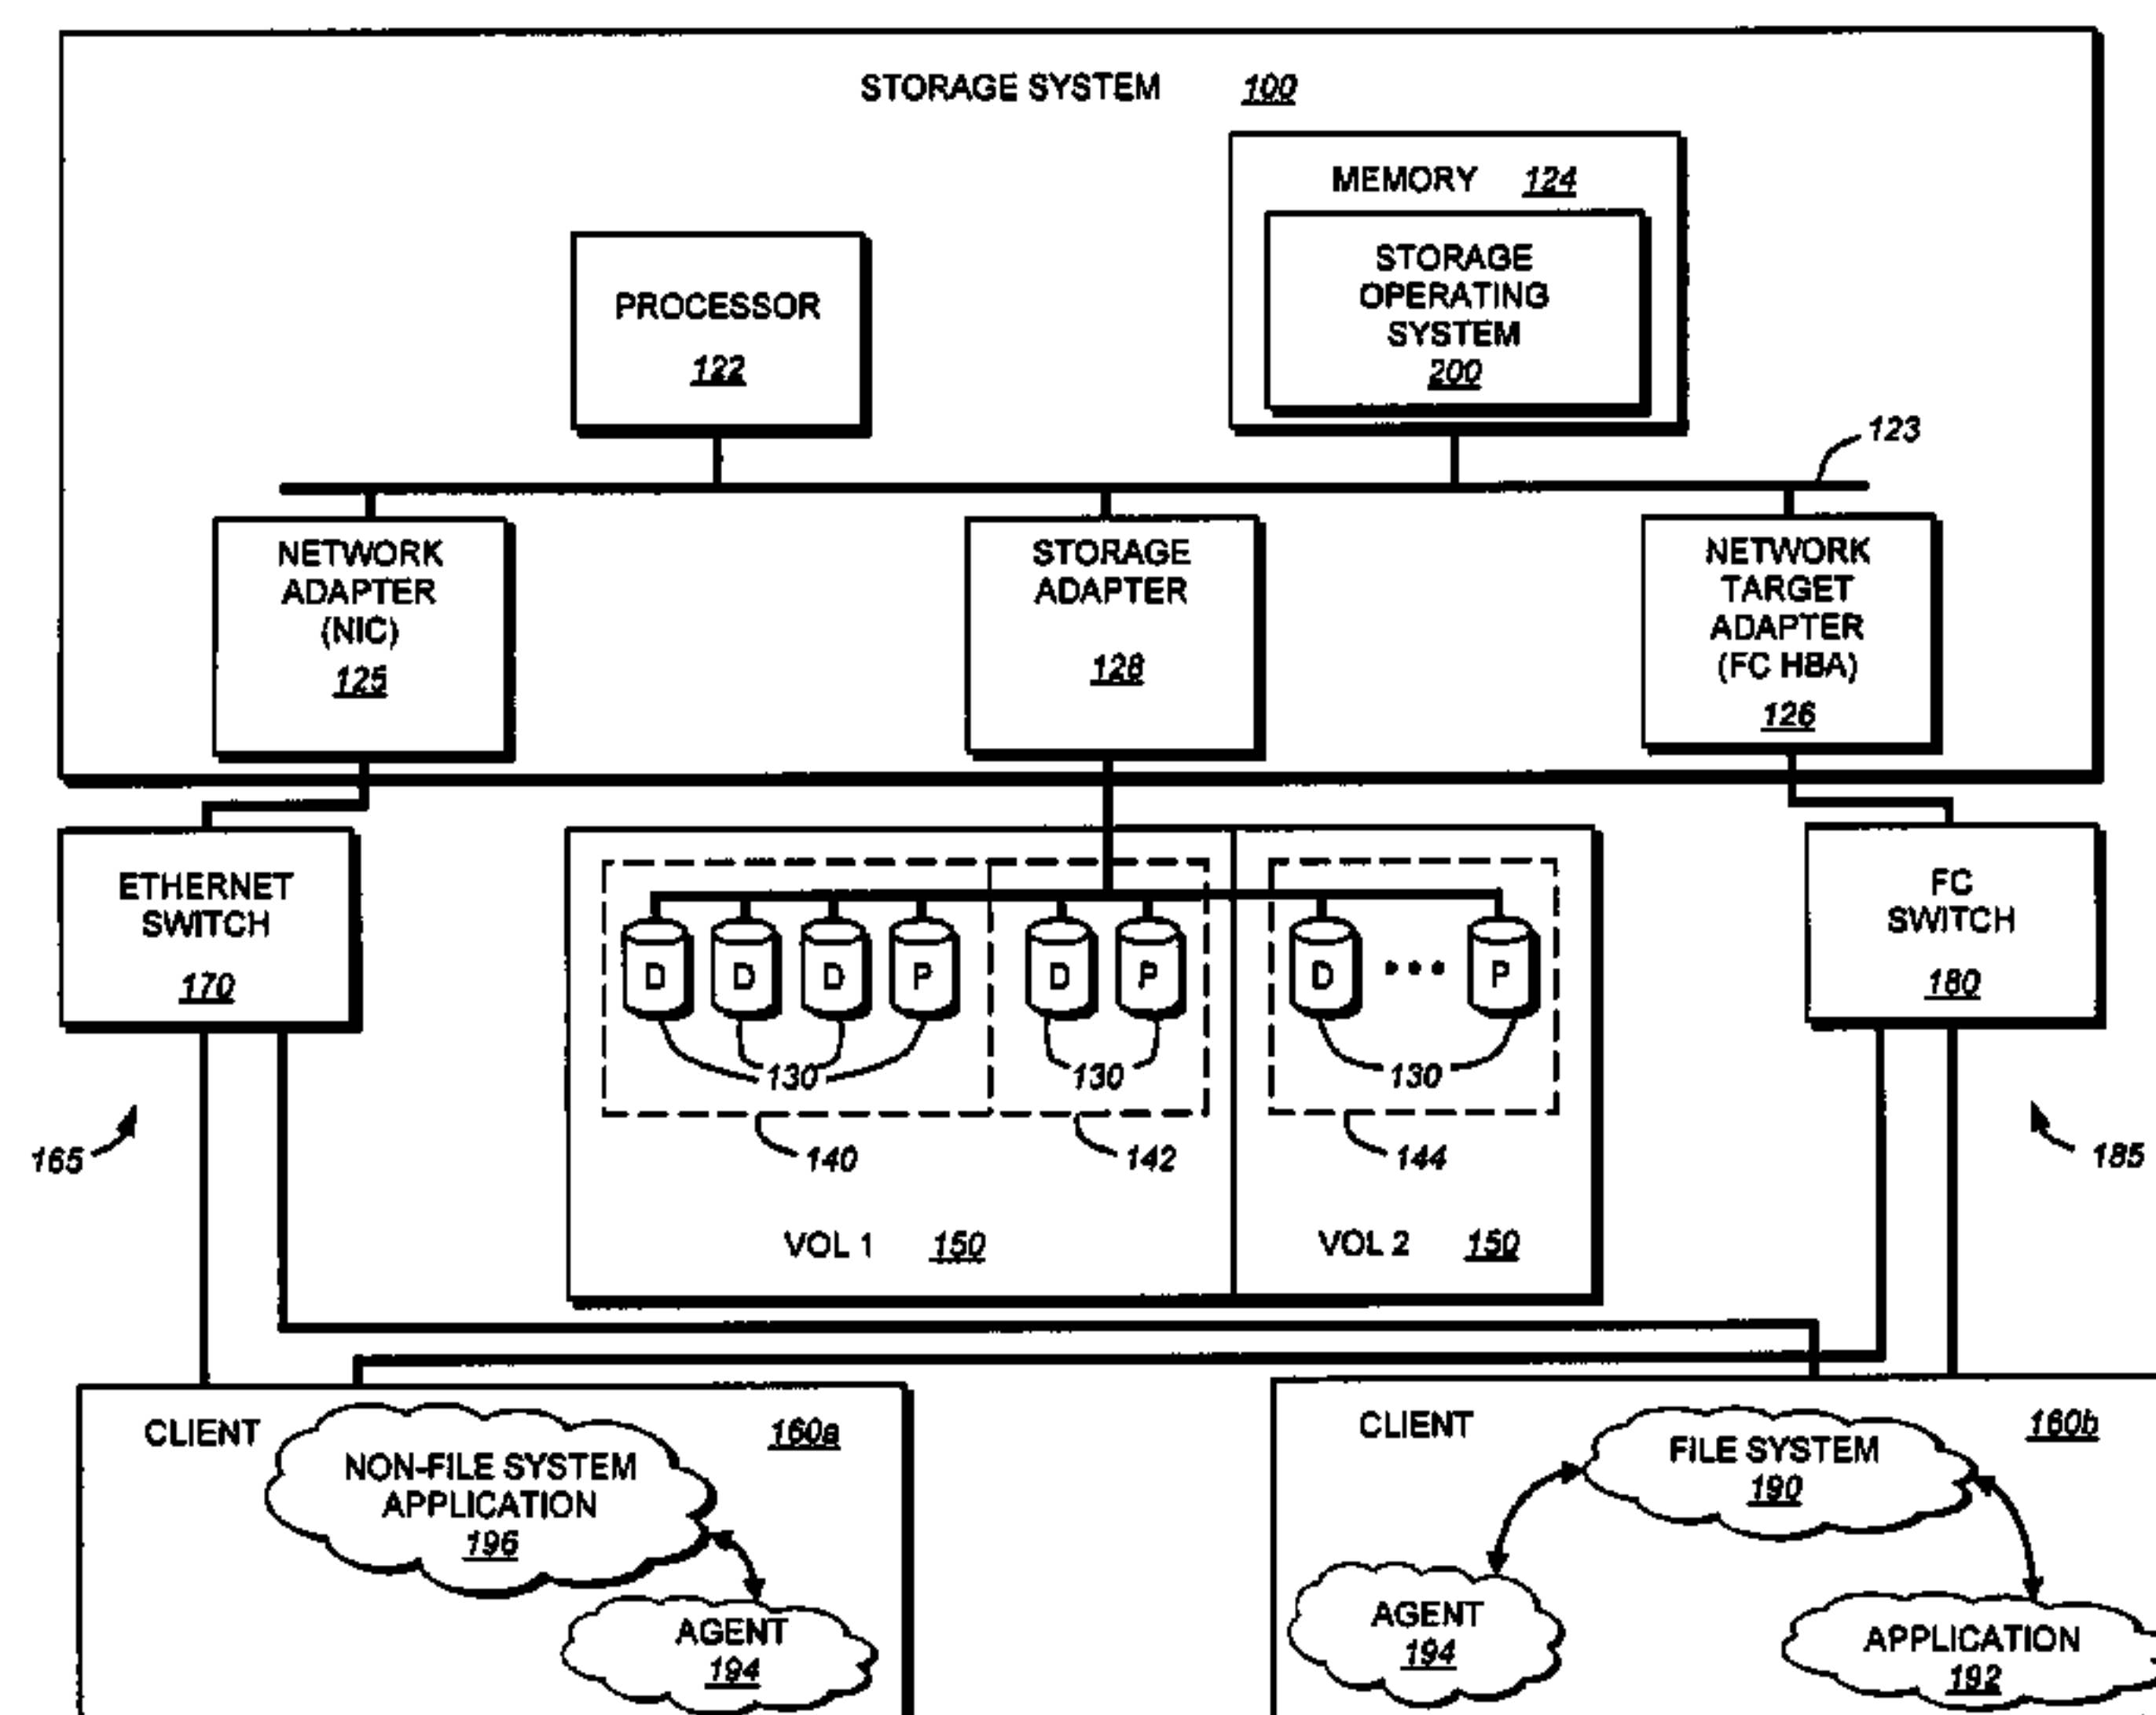 STORAGE SYSTEM 100
MEMORY 124
STORAGE
OPERATING
SYSTEM
200
PROCESSOR
122
123
NETWORK
ADAPTER
(NIC)
125
STORAGE
ADAPTER
128
NETWORK
TARGET
ADAPTER
(FC HBA)
126
ETHERNET
SWITCH
170
D D D P D P D ••• P
130 130 130
140 142 144
VOL 1 150 VOL 2 150
FC
SWITCH
180
165
185
CLIENT 160a
NON-FILE SYSTEM
APPLICATION
196
AGENT
194
CLIENT 160b
FILE SYSTEM
190
AGENT
194
APPLICATION
192